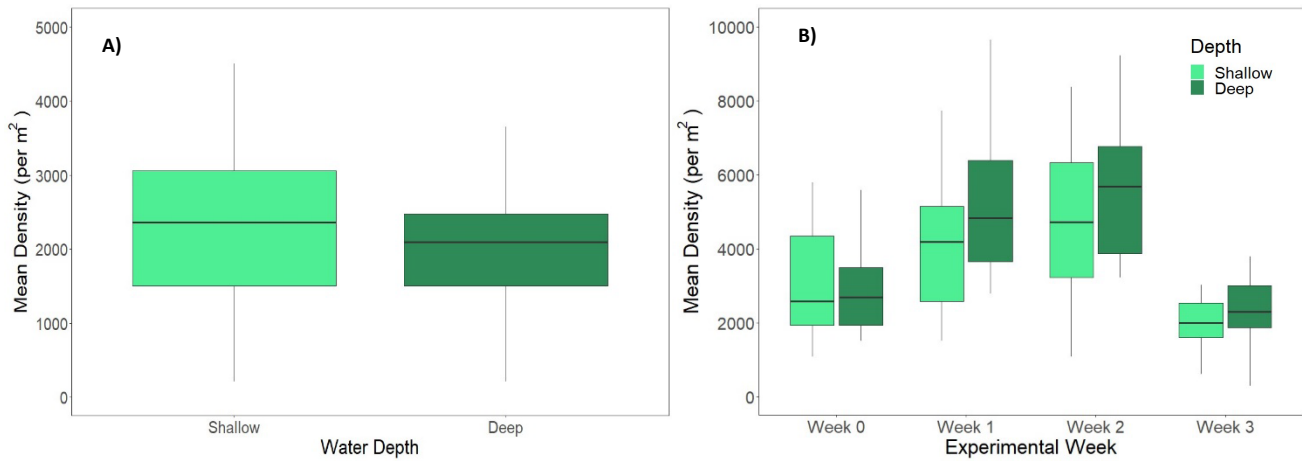 A)
Mean Density (per m²)
5000
4000
3000
2000
1000
0
Shallow
Deep
Water Depth
B)
Mean Density (per m²)
10000
8000
6000
4000
2000
0
Depth
Shallow
Deep
Week 0
Week 1
Week 2
Week 3
Experimental Week